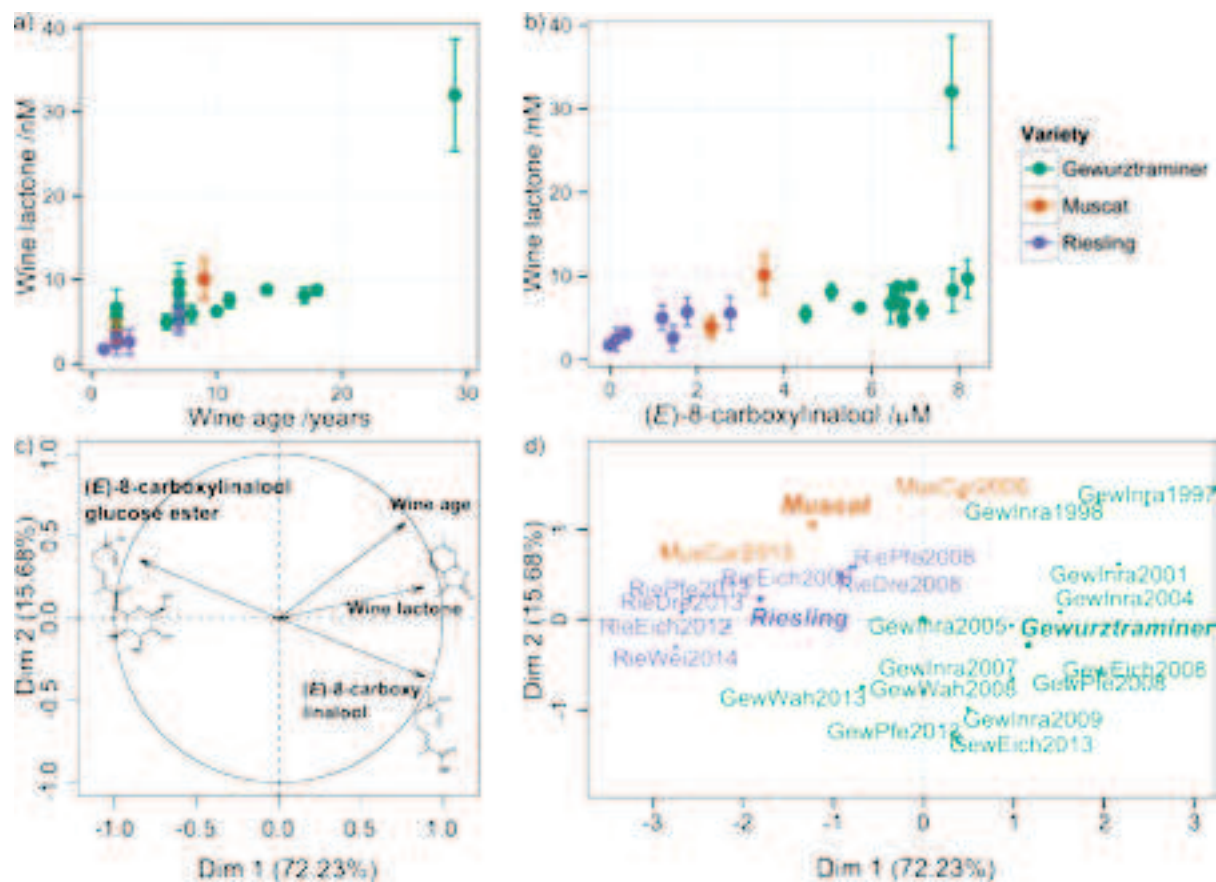 a)
40
30
20
10
0
Wine lactone /nM
0
10
20
30
Wine age /years
b)
40
30
20
10
0
Wine lactone /nM
0
2
4
6
8
(E)-8-carboxylinalool /μM
Variety
Gewurztraminer
Muscat
Riesling
c)
1.0
0.5
0.0
-0.5
-1.0
Dim 2 (15.68%)
(E)-8-carboxylinalool
glucose ester
Wine age
Wine lactone
(E)-8-carboxy
linalool
-1.0
-0.5
0.0
0.5
1.0
Dim 1 (72.23%)
d)
1
0
-1
Dim 2 (15.68%)
GewInra1997
GewInra1998
Muscat
RiePfe2008
RieEich2008
RieDre2008
GewInra2001
RieDre2013
GewInra2004
RieEich2012
Riesling
GewInra2005
Gewurztraminer
RieWei2014
GewInra2007
GewEich2008
GewPfe2008
GewWah2013
GewWah2008
GewInra2009
GewEich2013
-3
-2
-1
0
1
2
3
Dim 1 (72.23%)